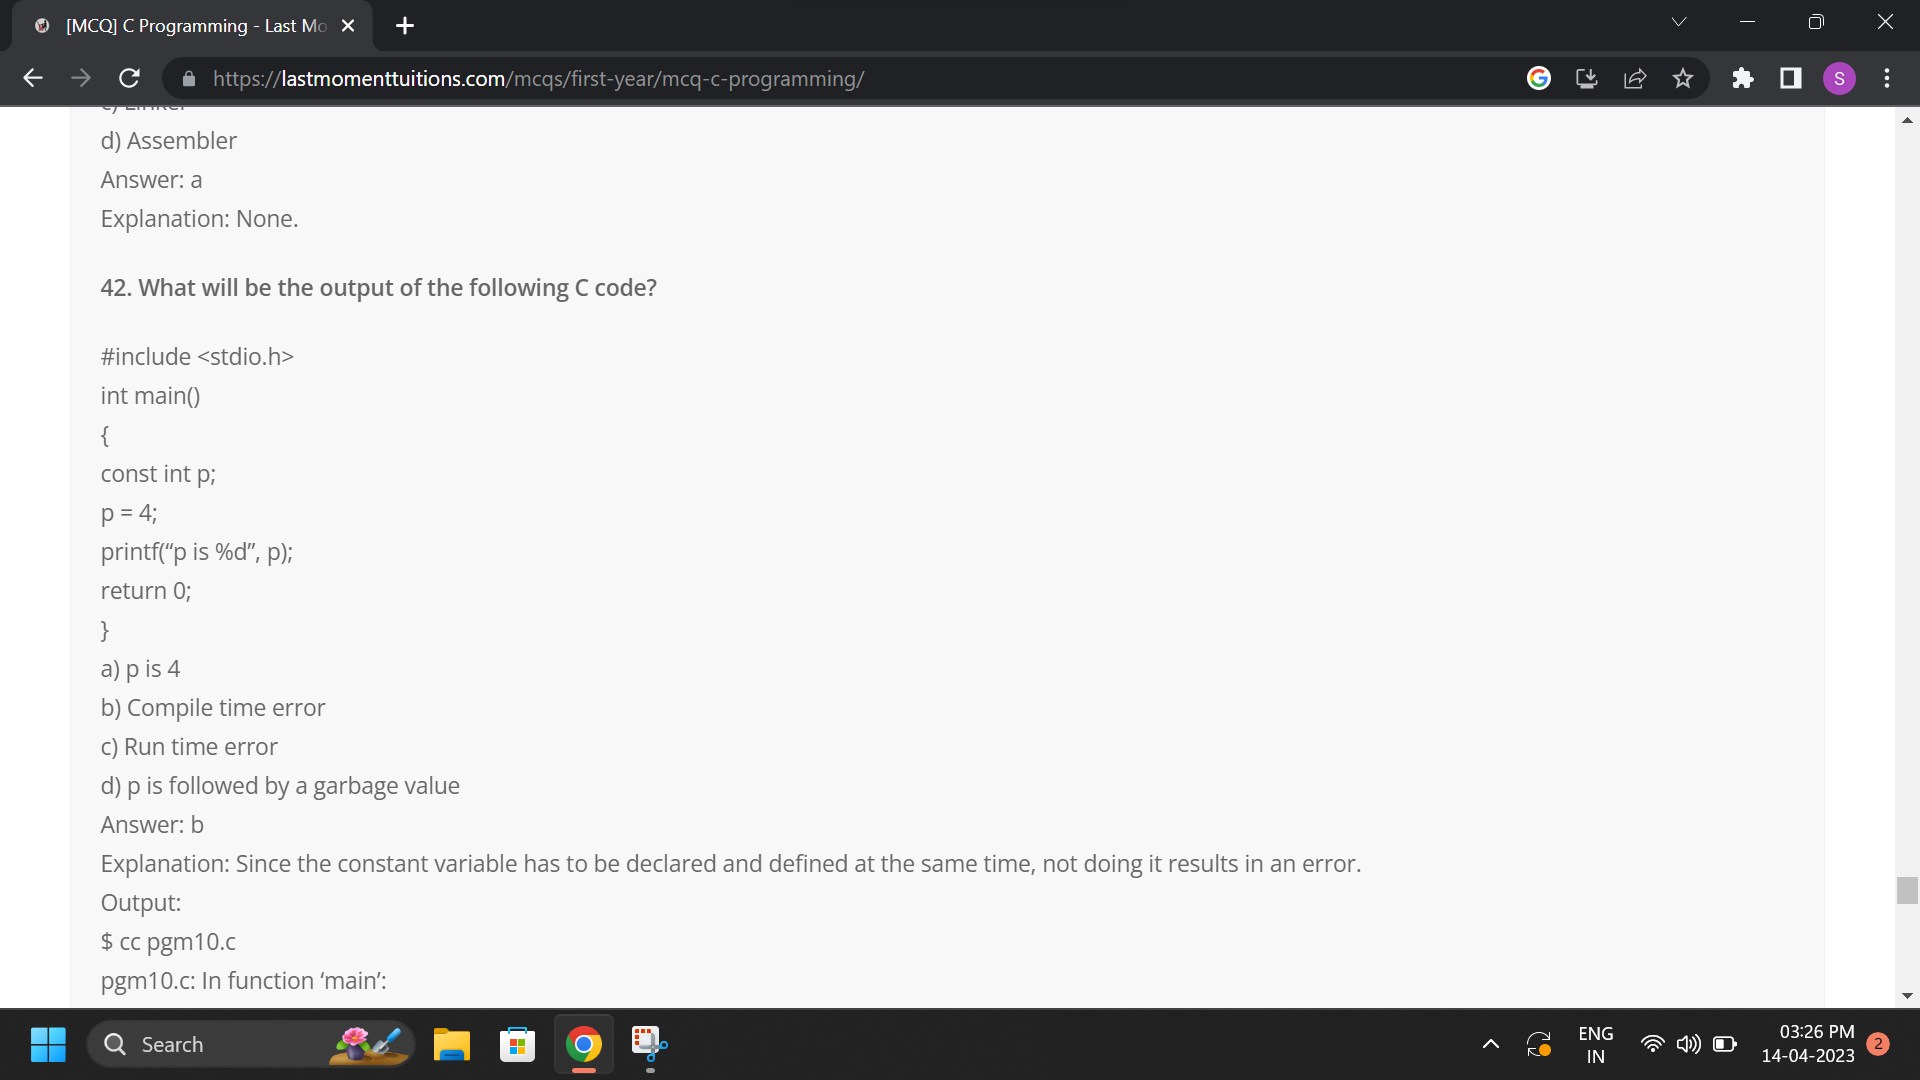 [MCQ] C Programming - Last Mo
https://lastmomenttuitions.com/mcqs/first-year/mcq-c-programming/
S
c) Linker
d) Assembler
Answer: a
Explanation: None.
42. What will be the output of the following C code?
#include <stdio.h>
int main()
{
const int p;
p = 4;
printf(“p is %d”, p);
return 0;
}
a) p is 4
b) Compile time error
c) Run time error
d) p is followed by a garbage value
Answer: b
Explanation: Since the constant variable has to be declared and defined at the same time, not doing it results in an error.
Output:
$ cc pgm10.c
pgm10.c: In function ‘main’:
Search
ENG
IN
03:26 PM
14-04-2023
2